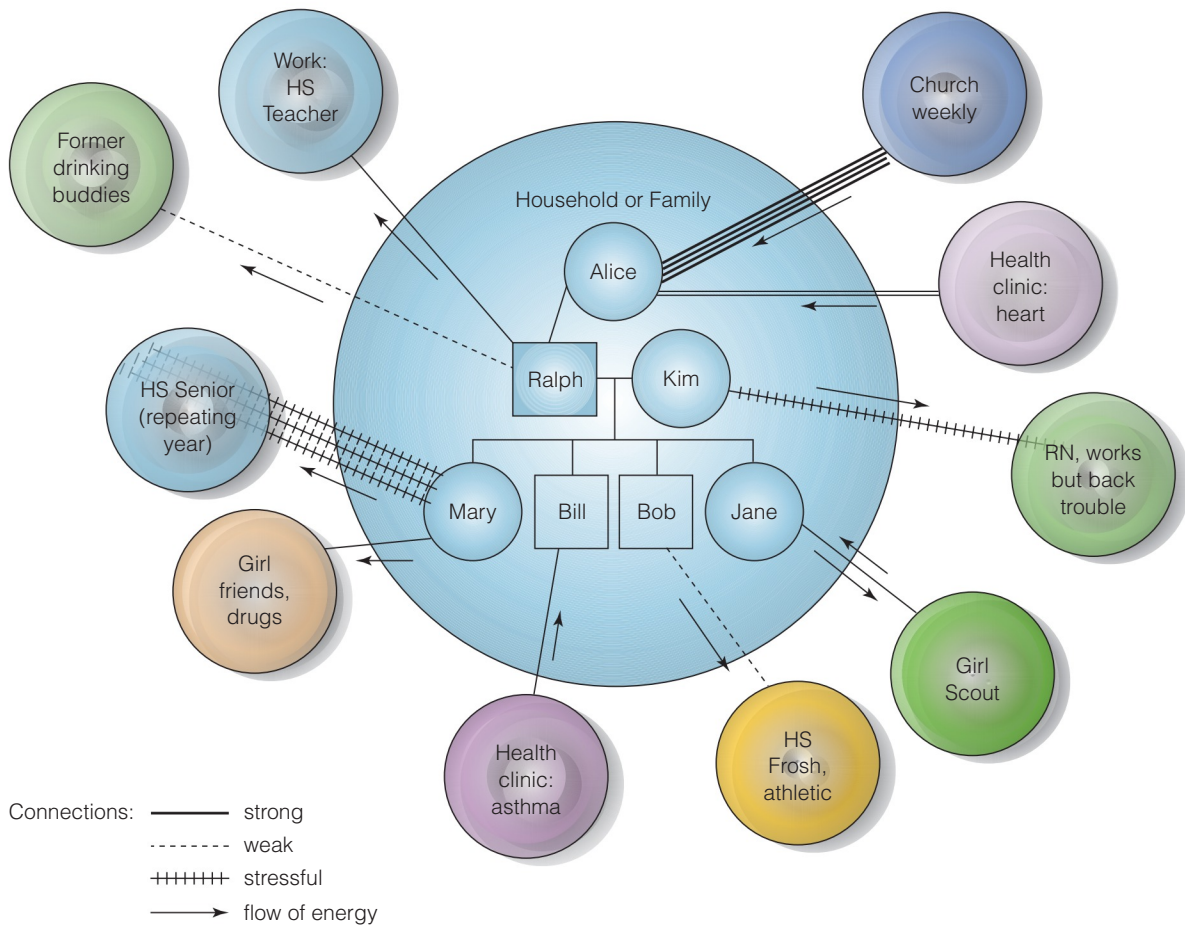 Work:
HS
Teacher
Church
weekly
Former
drinking
buddies
Household or Family
Alice
Health
clinic:
heart
Ralph
Kim
HS Senior
(repeating
year)
RN, works
but back
trouble
Mary
Bill
Bob
Jane
Girl
friends,
drugs
Girl
Scout
Health
clinic:
asthma
HS
Frosh,
athletic
Connections:
strong
weak
stressful
flow of energy